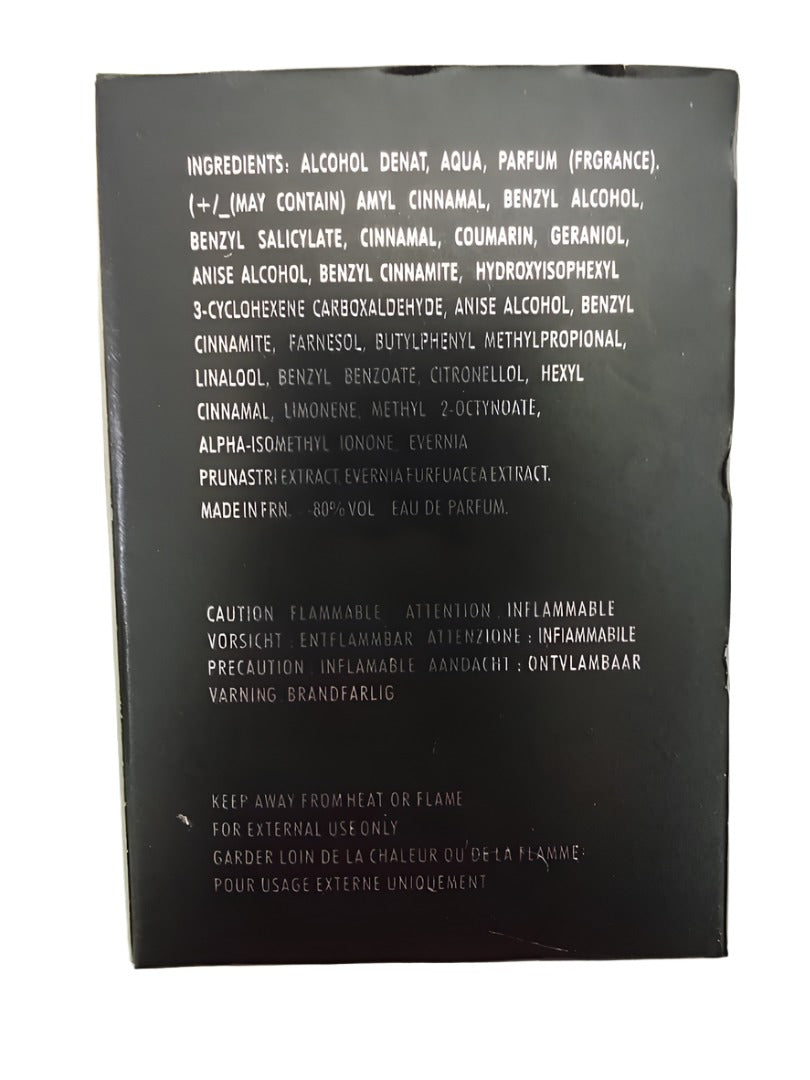 INGREDIENTS: ALCOHOL DENAT, AQUA, PARFUM (FRGRANCE).
(+/_(MAY CONTAIN) AMYL CINNAMAL, BENZYL ALCOHOL,
BENZYL SALICYLATE, CINNAMAL, COUMARIN, GERANIOL,
ANISE ALCOHOL, BENZYL CINNAMITE, HYDROXYISOPHEXYL
3-CYCLOHEXENE CARBOXALDEHYDE, ANISE ALCOHOL, BENZYL
CINNAMITE, FARNESOL, BUTYLPHENYL METHYLPROPIONAL,
LINALOOL, BENZYL BENZOATE, CITRONELLOL, HEXYL
CINNAMAL, LIMONENE, METHYL 2-OCTYNOATE,
ALPHA-ISOMETHYL IONONE, EVERNIA
PRUNASTRI EXTRACT, EVERNIA FURFUACEA EXTRACT.
MADE IN FRN. -80% VOL EAU DE PARFUM.
CAUTION FLAMMABLE ATTENTION . INFLAMMABLE
VORSICHT . ENTFLAMMBAR ATTENZIONE : INFIAMMABILE
PRECAUTION . INFLAMABLE AANDACHT : ONTVLAMBAAR
VARNING BRANDFARLIG
KEEP AWAY FROM HEAT OR FLAME
FOR EXTERNAL USE ONLY
GARDER LOIN DE LA CHALEUR OU DE LA FLAMME:
POUR USAGE EXTERNE UNIQUEMENT